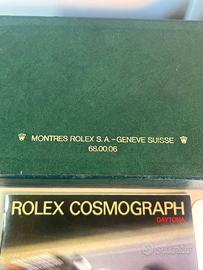 MONTRES ROLEX S.A.-GENEVE SUISSE
68.00.06
ROLEX COSMOGRAPH
DAYTONA